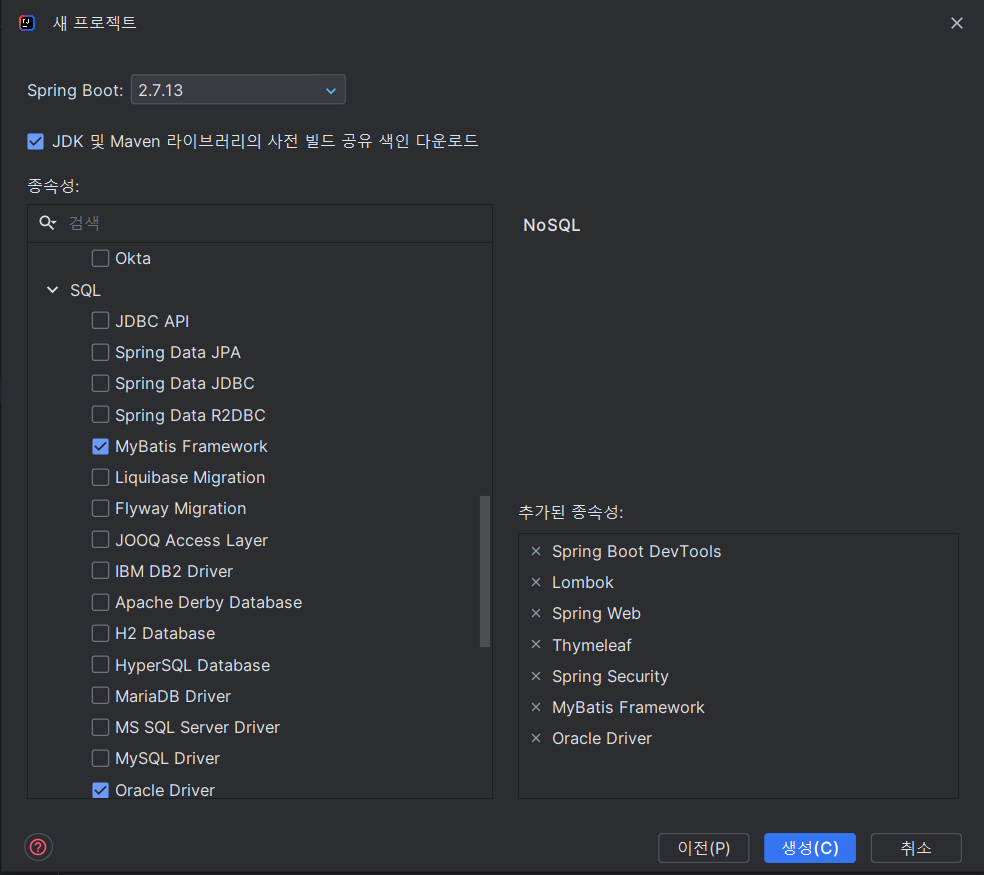 새 프로젝트
Spring Boot: 2.7.13
JDK 및 Maven 라이브러리의 사전 빌드 공유 색인 다운로드
종속성:
검색
Okta
SQL
JDBC API
Spring Data JPA
Spring Data JDBC
Spring Data R2DBC
MyBatis Framework
Liquibase Migration
Flyway Migration
JOOQ Access Layer
IBM DB2 Driver
Apache Derby Database
H2 Database
HyperSQL Database
MariaDB Driver
MS SQL Server Driver
MySQL Driver
Oracle Driver
NoSQL
추가된 종속성:
Spring Boot DevTools
Lombok
Spring Web
Thymeleaf
Spring Security
MyBatis Framework
Oracle Driver
이전(P)
생성(C)
취소